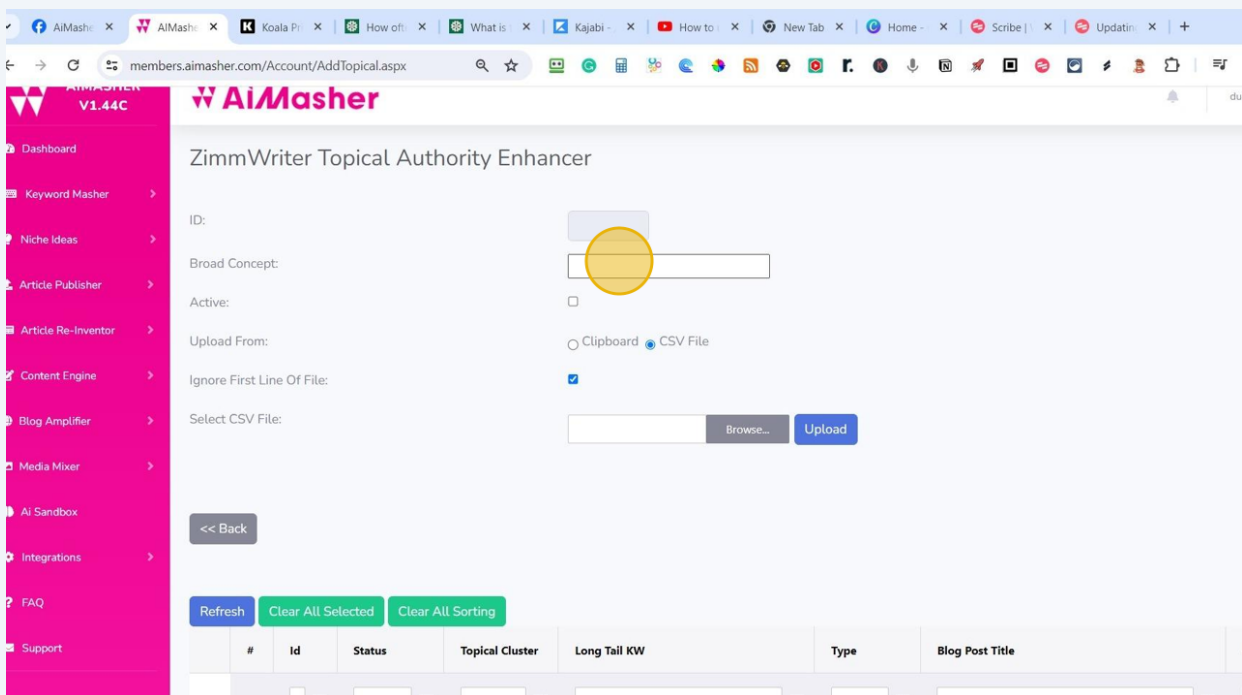 AiMashe
AiMashe
Koala Pr
How oft
What is
Kajabi -
How to
New Tab
Home -
Scribe |
Updatin
members.aimasher.com/Account/AddTopical.aspx
V1.44C
AiMasher
du
Dashboard
Keyword Masher
Niche Ideas
Article Publisher
Article Re-Inventor
Content Engine
Blog Amplifier
Media Mixer
Ai Sandbox
Integrations
FAQ
Support
ZimmWriter Topical Authority Enhancer
ID:
Broad Concept:
Active:
Upload From:
Clipboard CSV File
Ignore First Line Of File:
Select CSV File:
Browse... Upload
<< Back
Refresh Clear All Selected Clear All Sorting
# Id Status Topical Cluster Long Tail KW Type Blog Post Title